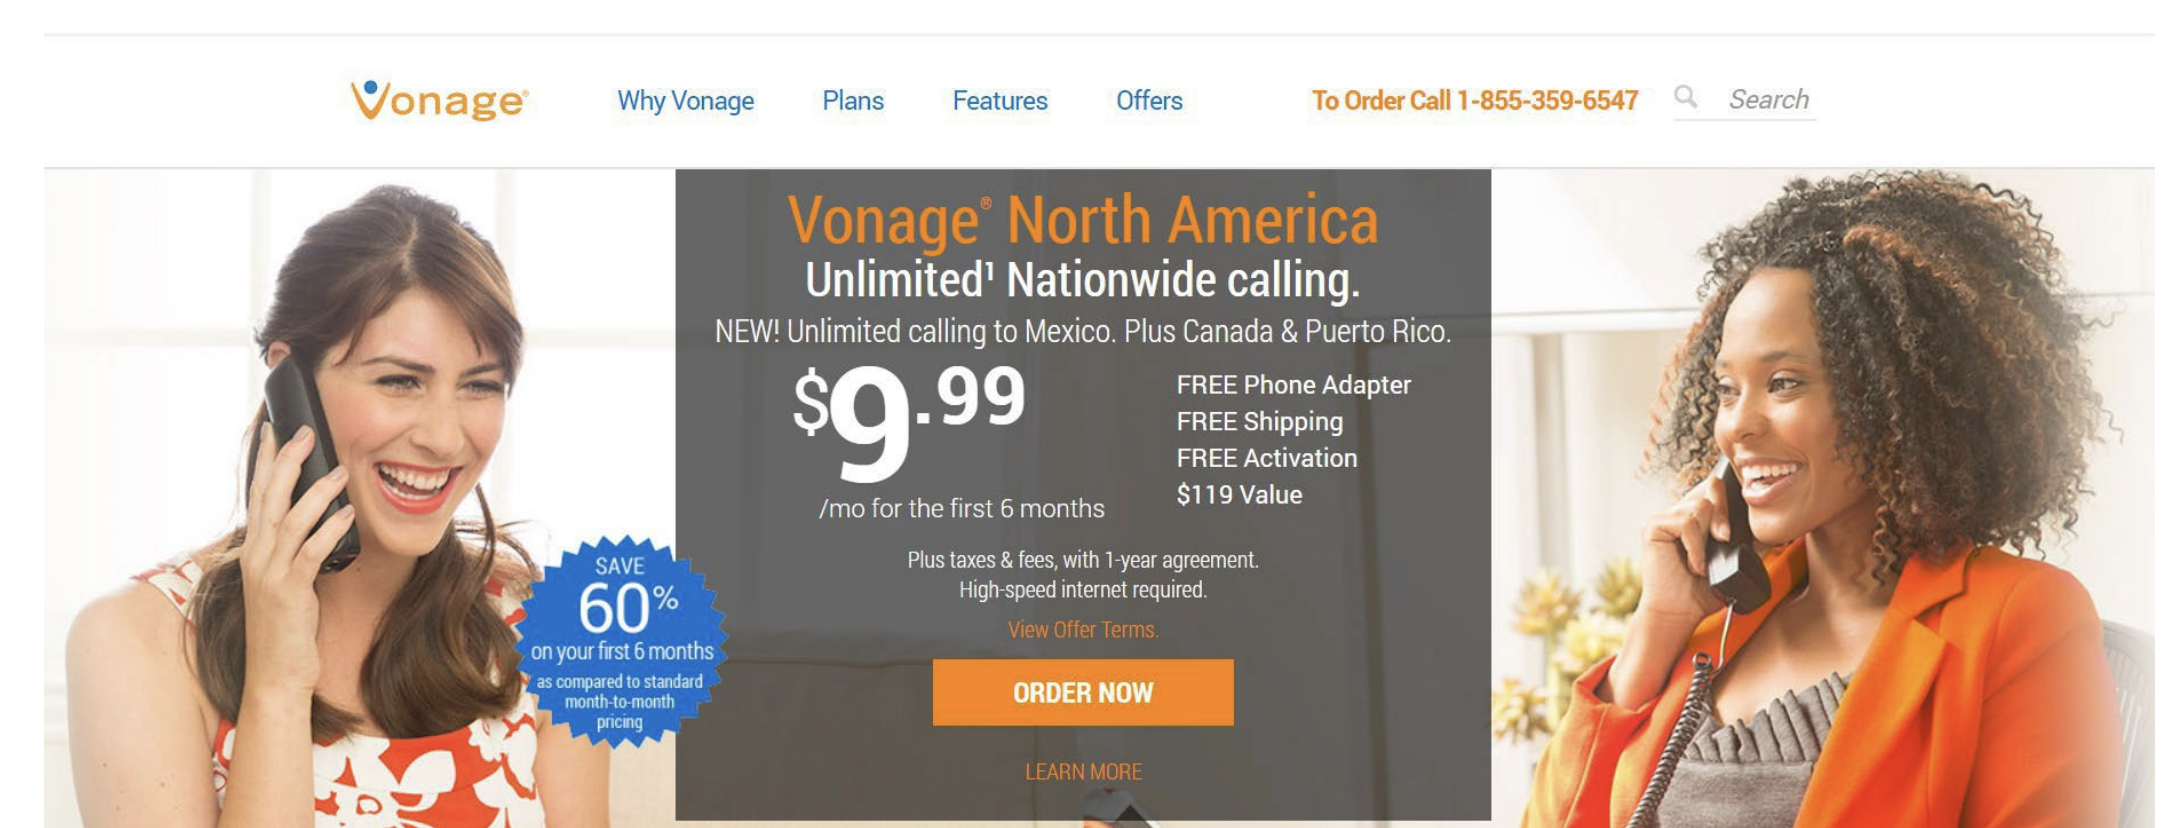 Vonage®
Why Vonage
Plans
Features
Offers
To Order Call 1-855-359-6547
Search
Vonage® North America
Unlimited¹ Nationwide calling.
NEW! Unlimited calling to Mexico. Plus Canada & Puerto Rico.
$9.99
/mo for the first 6 months
FREE Phone Adapter
FREE Shipping
FREE Activation
$119 Value
Plus taxes & fees, with 1-year agreement.
High-speed internet required.
View Offer Terms.
ORDER NOW
LEARN MORE
SAVE
60%
on your first 6 months
as compared to standard
month-to-month
pricing